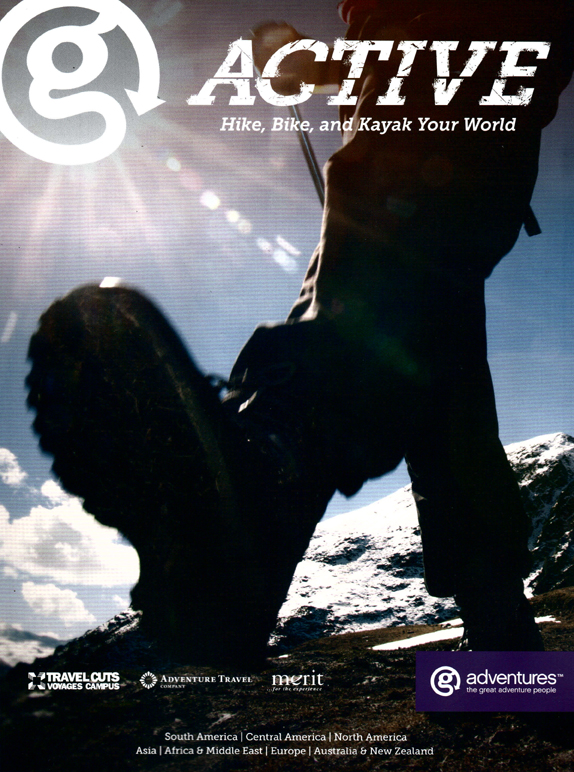 g
ACTIVE
Hike, Bike, and Kayak Your World
TRAVEL CUTS
VOYAGES CAMPUS
ADVENTURE TRAVEL
COMPANY
merit
...for the experience
g adventures™
the great adventure people
South America | Central America | North America
Asia | Africa & Middle East | Europe | Australia & New Zealand